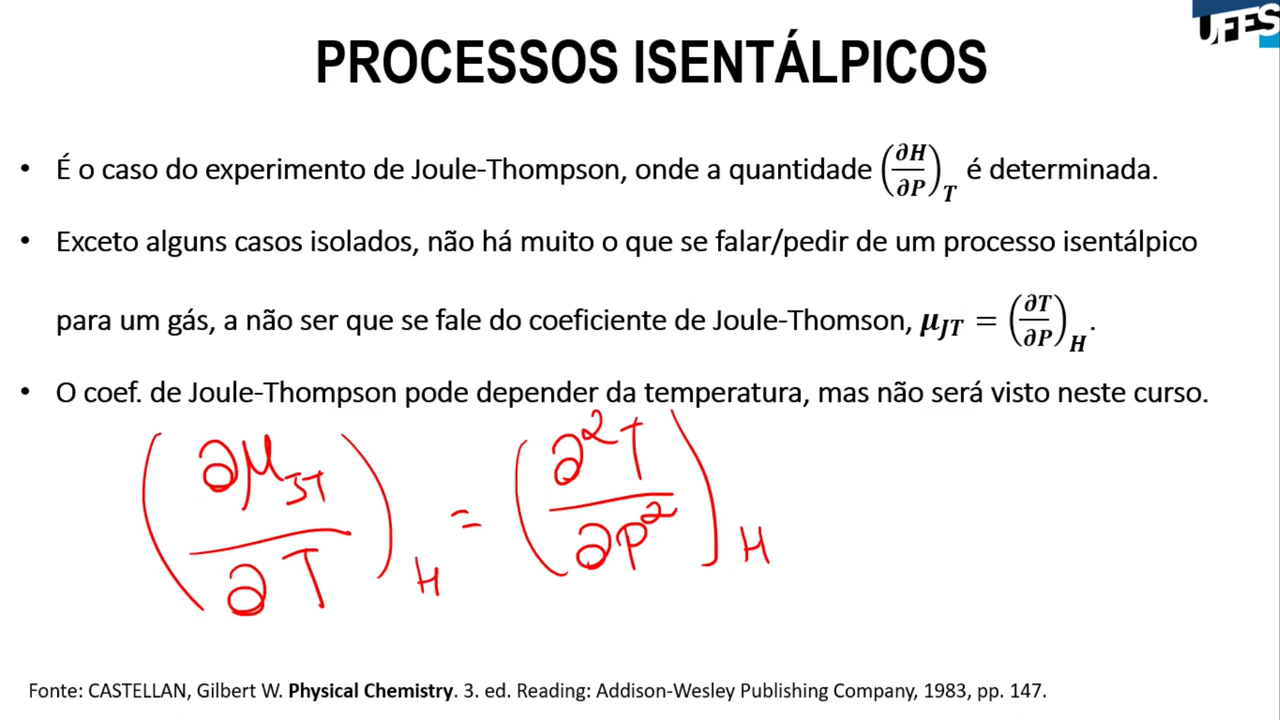 UFES
PROCESSOS ISENTÁLPICOS
• É o caso do experimento de Joule-Thompson, onde a quantidade (∂H/∂P)_T é determinada.
• Exceto alguns casos isolados, não há muito o que se falar/pedir de um processo isentálpico
para um gás, a não ser que se fale do coeficiente de Joule-Thomson, μ_JT = (∂T/∂P)_H.
• O coef. de Joule-Thompson pode depender da temperatura, mas não será visto neste curso.
(∂μ_JT/∂T)_H = (∂²T/∂P²)_H
Fonte: CASTELLAN, Gilbert W. Physical Chemistry. 3. ed. Reading: Addison-Wesley Publishing Company, 1983, pp. 147.